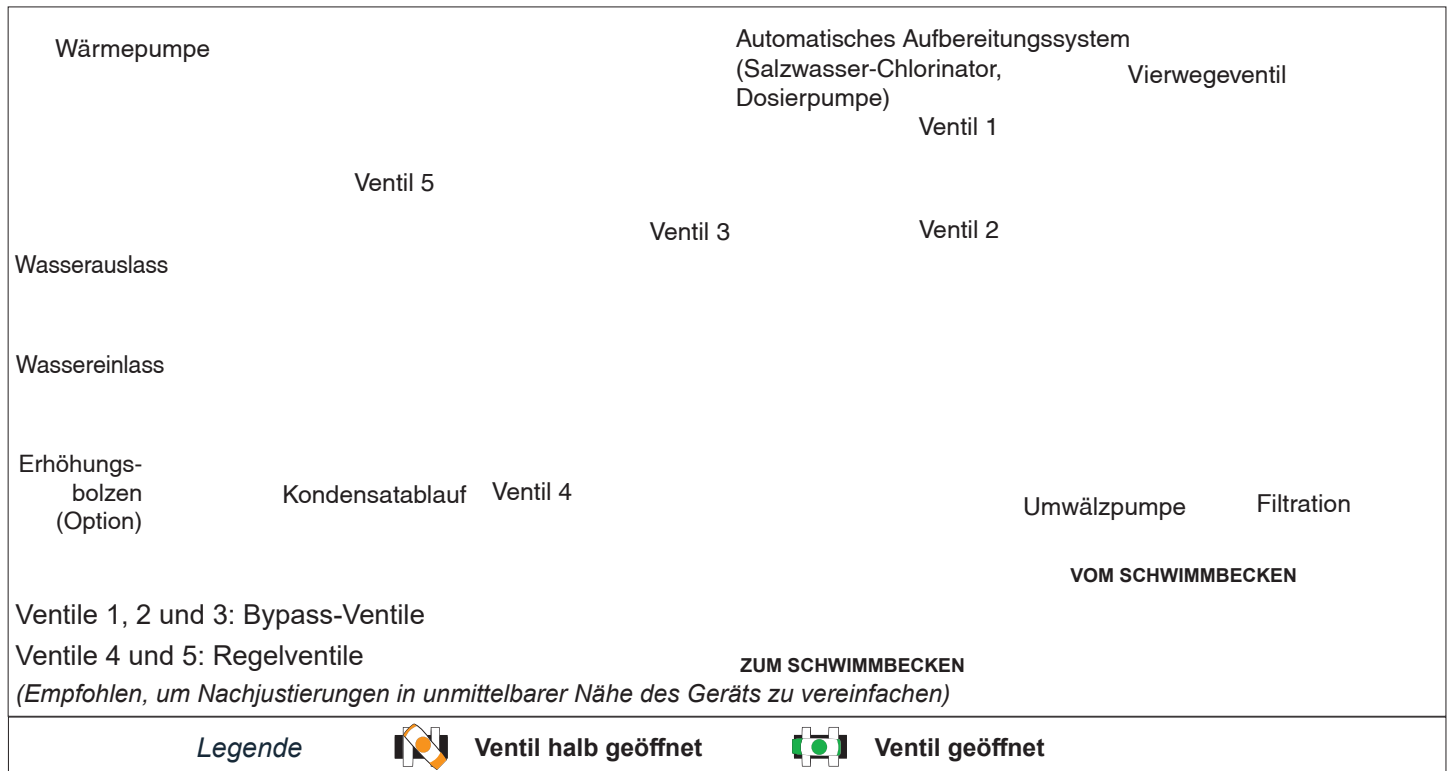 Wärmepumpe
Automatisches Aufbereitungssystem
(Salzwasser-Chlorinator,
Dosierpumpe)
Vierwegeventil
Ventil 1
Ventil 5
Ventil 3
Ventil 2
Wasserauslass
Wassereinlass
Erhöhungs-
bolzen
(Option)
Kondensatablauf
Ventil 4
Umwälzpumpe
Filtration
VOM SCHWIMMBECKEN
Ventile 1, 2 und 3: Bypass-Ventile
Ventile 4 und 5: Regelventile
ZUM SCHWIMMBECKEN
(Empfohlen, um Nachjustierungen in unmittelbarer Nähe des Geräts zu vereinfachen)
Legende
Ventil halb geöffnet
Ventil geöffnet